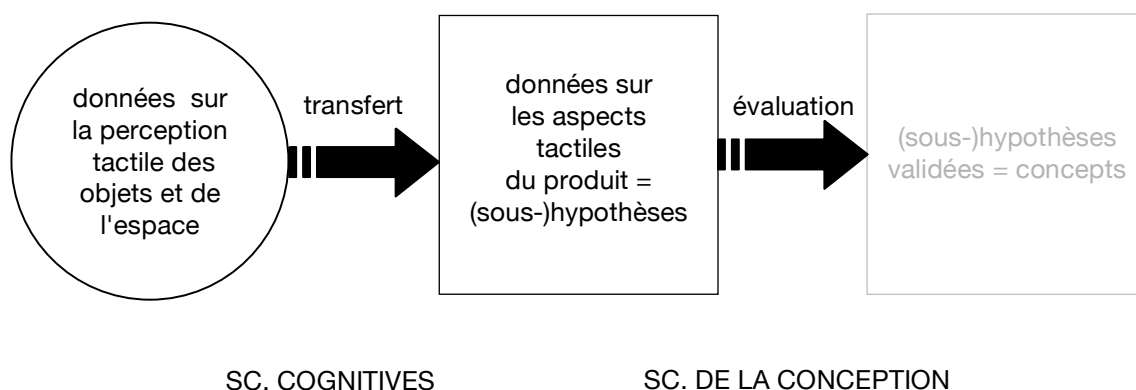 données sur
la perception
tactile des
objets et de
l'espace
transfert
données sur
les aspects
tactiles
du produit =
(sous-)hypothèses
évaluation
(sous-)hypothèses
validées = concepts
SC. COGNITIVES
SC. DE LA CONCEPTION